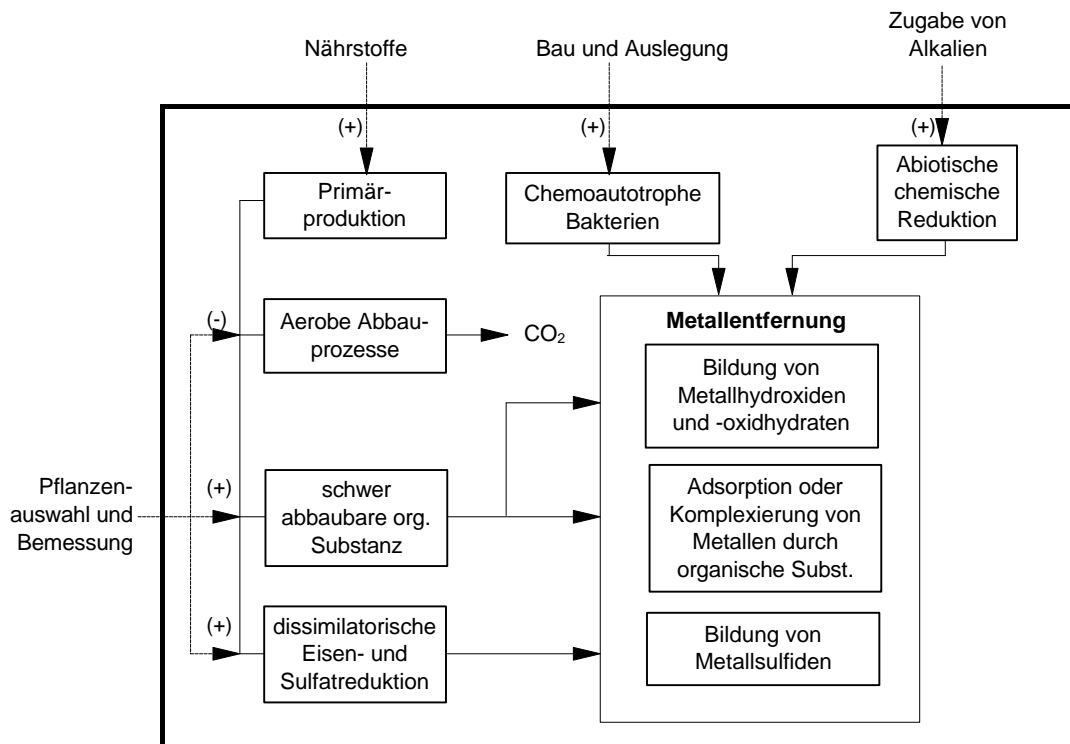 Nährstoffe
Bau und Auslegung
Zugabe von
Alkalien
(+)
(+)
(+)
Primär-
produktion
Chemoautotrophe
Bakterien
Abiotische
chemische
Reduktion
(-)
Aerobe Abbau-
prozesse
CO₂
Metallentfernung
Bildung von
Metallhydroxiden
und -oxidhydraten
Pflanzen-
auswahl und
Bemessung
(+)
schwer
abbaubare org.
Substanz
Adsorption oder
Komplexierung von
Metallen durch
organische Subst.
(+)
dissimilatorische
Eisen- und
Sulfatreduktion
Bildung von
Metallsulfiden